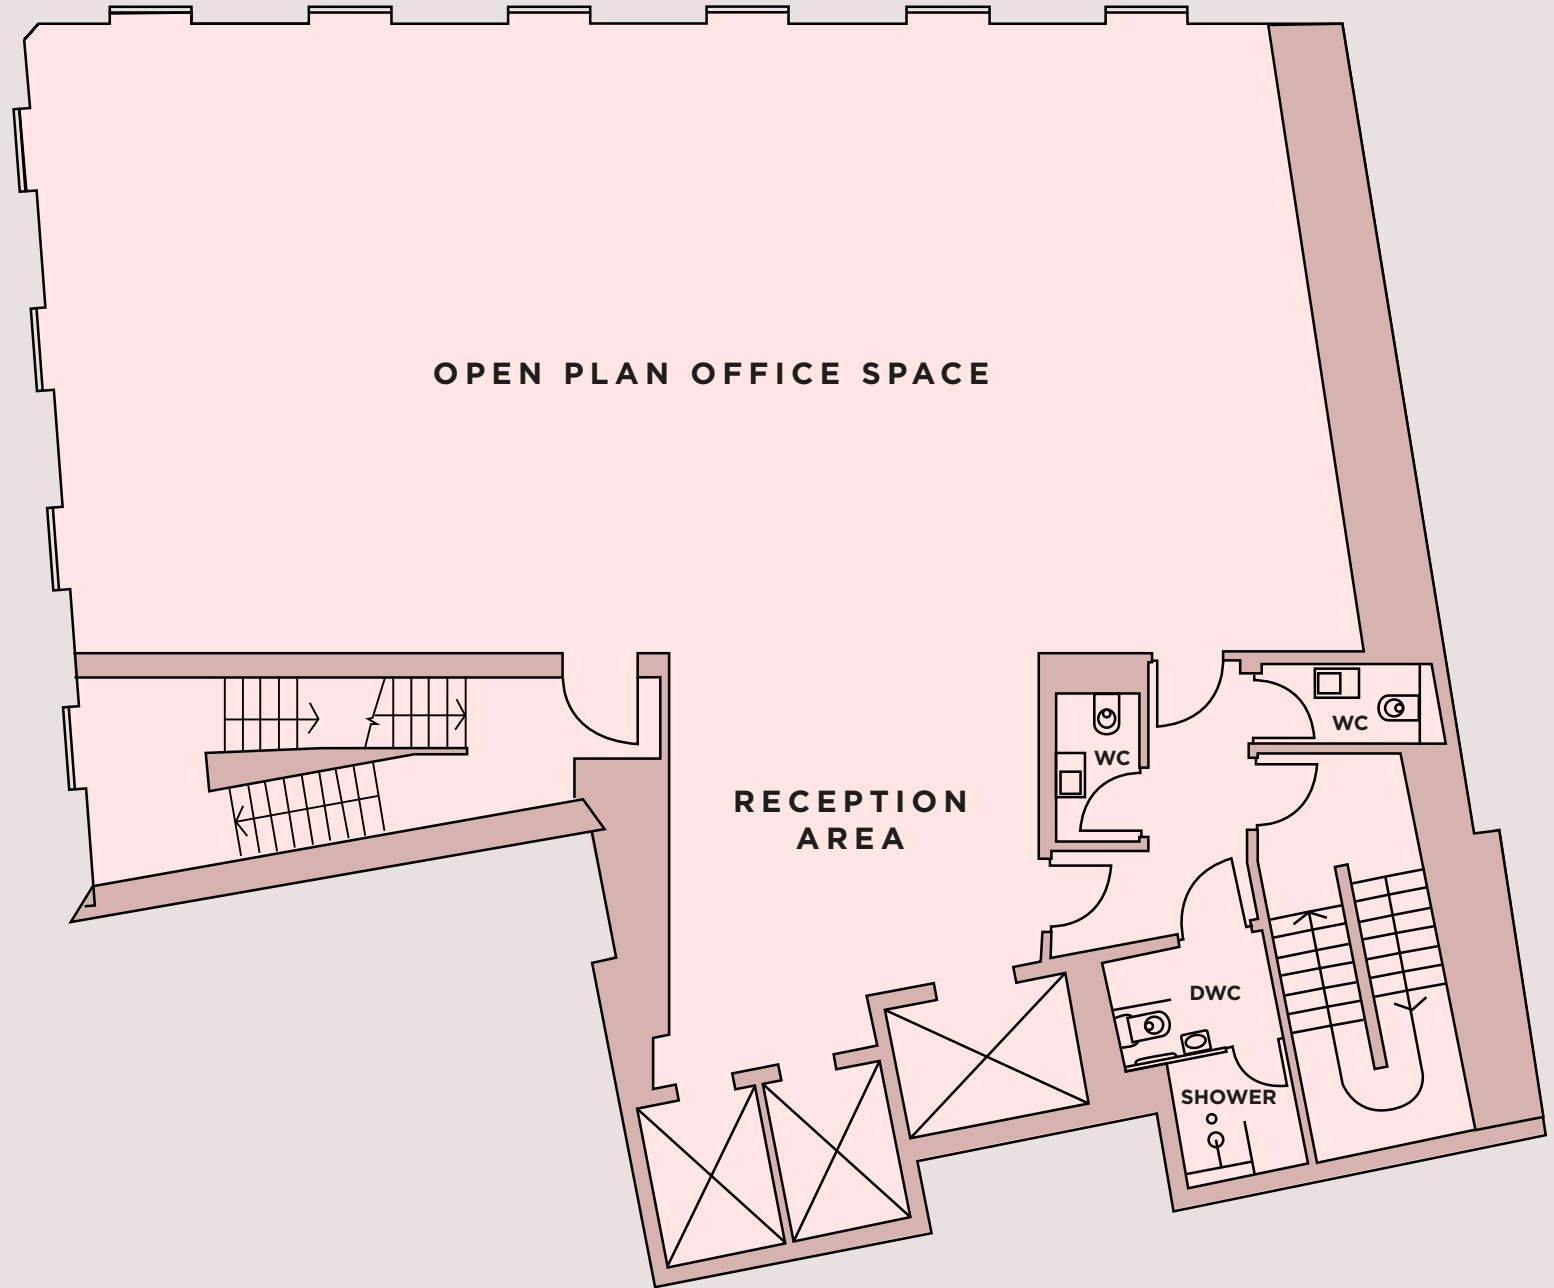 OPEN PLAN OFFICE SPACE
WC
WC
RECEPTION
AREA
DWC
SHOWER